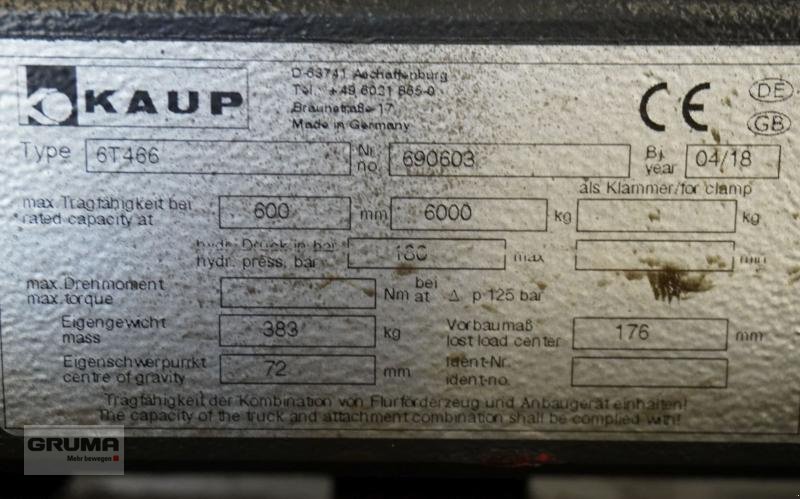 KAUP
D-63741 Aschaffenburg
Tel.: +49 6021 865-0
Braunstraße 17
Made in Germany
CE
DE
GB
Type 6T466 Nr. no. 690603 Bj. year 04/18
als Klammer/for clamp
max. Tragfähigkeit bei
rated capacity at 600 mm 6000 kg kg
hydr. Druck in bar
hydr. press. bar max
max. Drehmoment
max. torque Nm bei at Δ p 125 bar
Eigengewicht
mass 383 kg
Vorbaumaß
lost load center 176 mm
Eigenschwerpunkt
centre of gravity 72 mm
Ident-Nr.
ident-no.
Tragfähigkeit der Kombination von Flurförderzeug und Anbaugerät einhalten!
The capacity of the truck and attachment combination shall be complied with!
GRUMA
Mehr bewegen